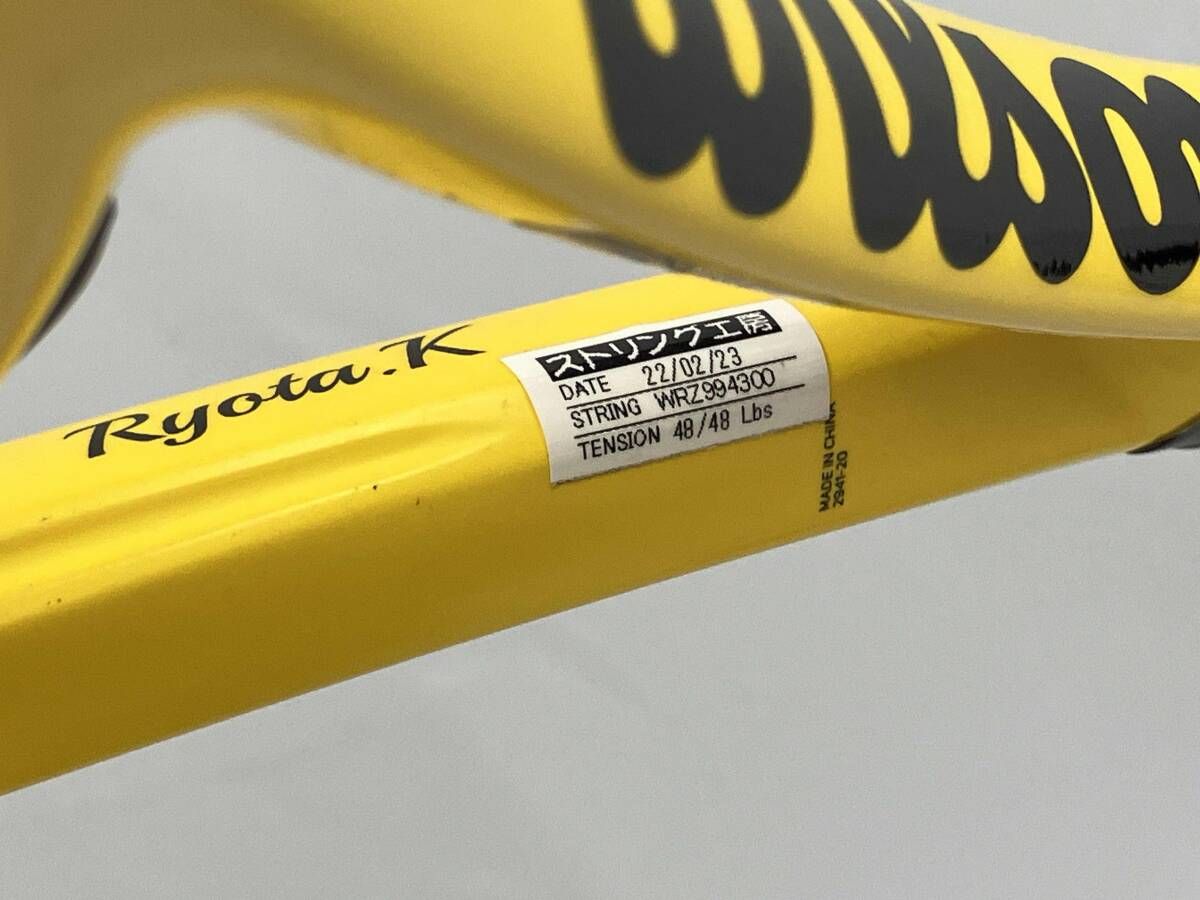 Wilson
Ryota.K
ストリング工房
DATE 22/02/23
STRING WRZ994300
TENSION 48/48 Lbs
MADE IN CHINA
2941-20